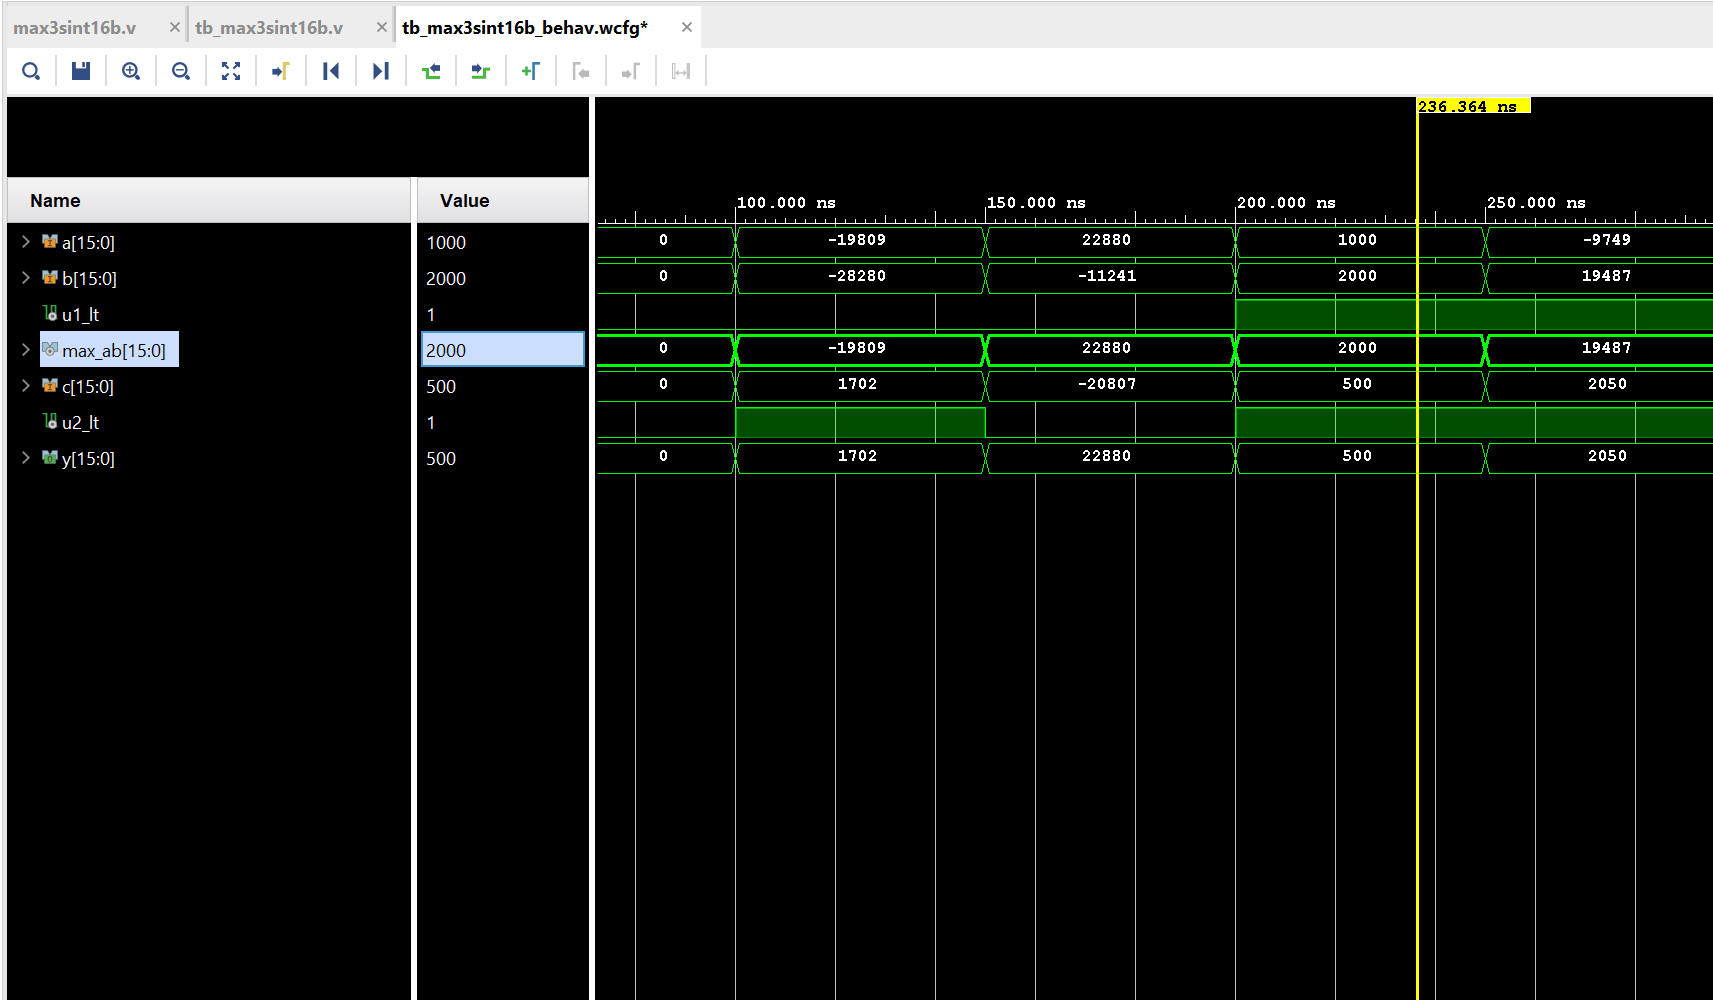 max3sint16b.v × tb_max3sint16b.v × tb_max3sint16b_behav.wcfg* ×
236.364 ns
Name Value 100.000 ns 150.000 ns 200.000 ns 250.000 ns
a[15:0] 1000 0 -19809 22880 1000 -9749
b[15:0] 2000 0 -28280 -11241 2000 19487
u1_lt 1
max_ab[15:0] 2000 0 -19809 22880 2000 19487
c[15:0] 500 0 1702 -20807 500 2050
u2_lt 1
y[15:0] 500 0 1702 22880 500 2050